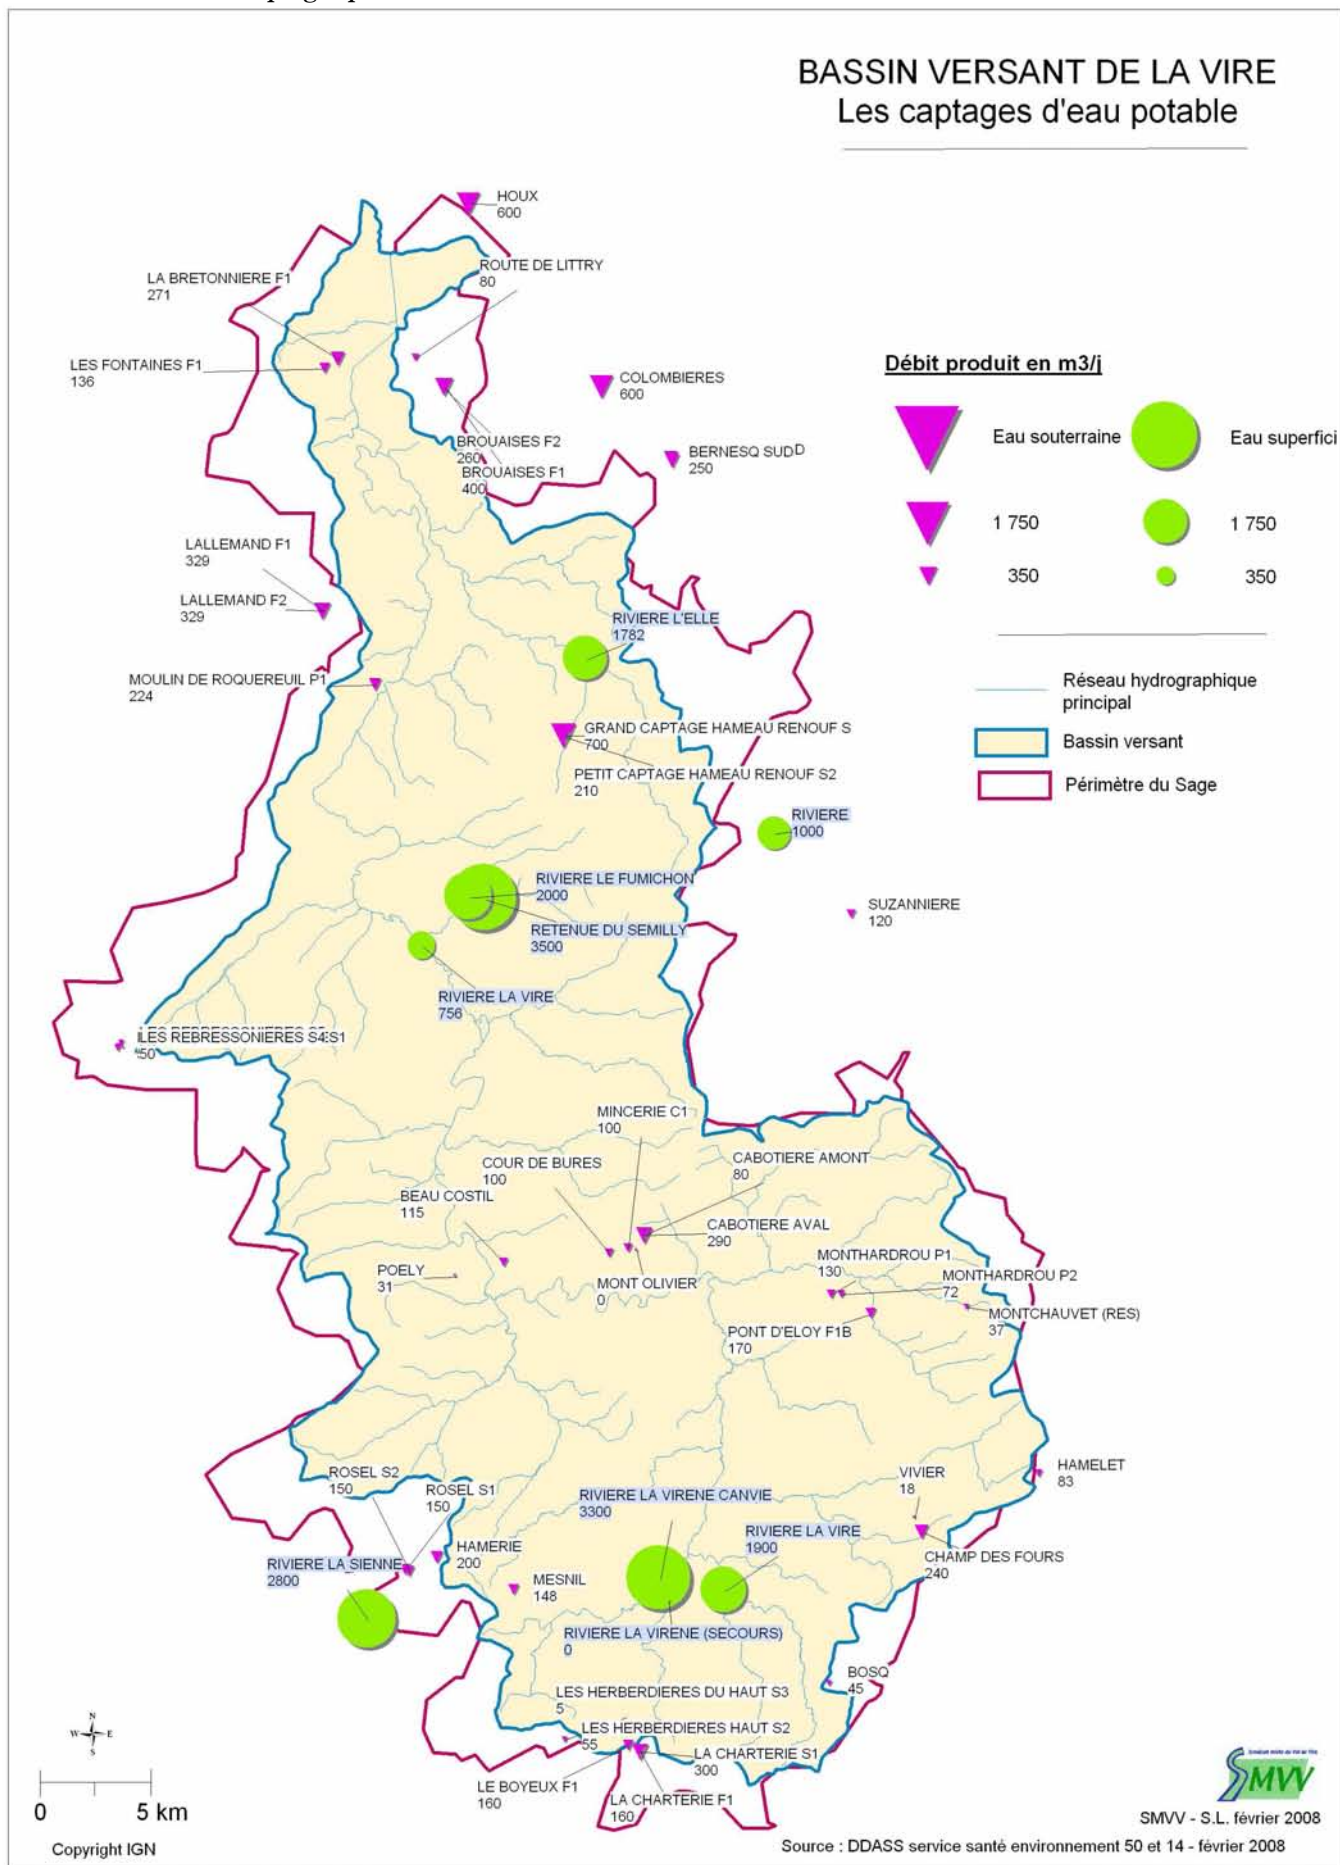 BASSIN VERSANT DE LA VIRE
Les captages d'eau potable
HOUX
600
ROUTE DE LITTRY
80
LA BRETONNIERE F1
271
LES FONTAINES F1
136
COLOMBIERES
600
BROUAISES F2
260
BROUAISES F1
400
BERNESQ SUD D
250
Débit produit en m3/j
Eau souterraine
Eau superfici
1 750
1 750
350
350
Réseau hydrographique
principal
Bassin versant
Périmètre du Sage
LALLEMAND F1
329
LALLEMAND F2
329
RIVIERE L'ELLE
1782
MOULIN DE ROQUEREUIL P1
224
GRAND CAPTAGE HAMEAU RENOUF S
700
PETIT CAPTAGE HAMEAU RENOUF S2
210
RIVIERE
1000
RIVIERE LE FUMICHON
2000
SUZANNIERE
120
RETENUE DU SEMILLY
3500
RIVIERE LA VIRE
756
LES REBRESSONIERES S4
50
MINCERIE C1
100
COUR DE BURES
100
CABOTIERE AMONT
80
BEAU COSTIL
115
CABOTIERE AVAL
290
POELY
31
MONT OLIVIER
0
MONTHARDROU P1
130
MONTHARDROU P2
72
MONTCHAUVET (RES)
37
PONT D'ELOY F1B
170
ROSEL S2
150
ROSEL S1
150
RIVIERE LA VIRENE CANVIE
3300
VIVIER
18
HAMELET
83
RIVIERE LA VIRE
1900
HAMERIE
200
RIVIERE LA SIENNE
2800
CHAMP DES FOURS
240
MESNIL
148
RIVIERE LA VIRENE (SECOURS)
0
BOSQ
45
LES HERBERDIERES DU HAUT S3
5
LES HERBERDIERES HAUT S2
55
LA CHARTERIE S1
300
LE BOYEUX F1
160
LA CHARTERIE F1
160
N
W E
S
0 5 km
Copyright IGN
SMVV
SMVV - S.L. février 2008
Source : DDASS service santé environnement 50 et 14 - février 2008